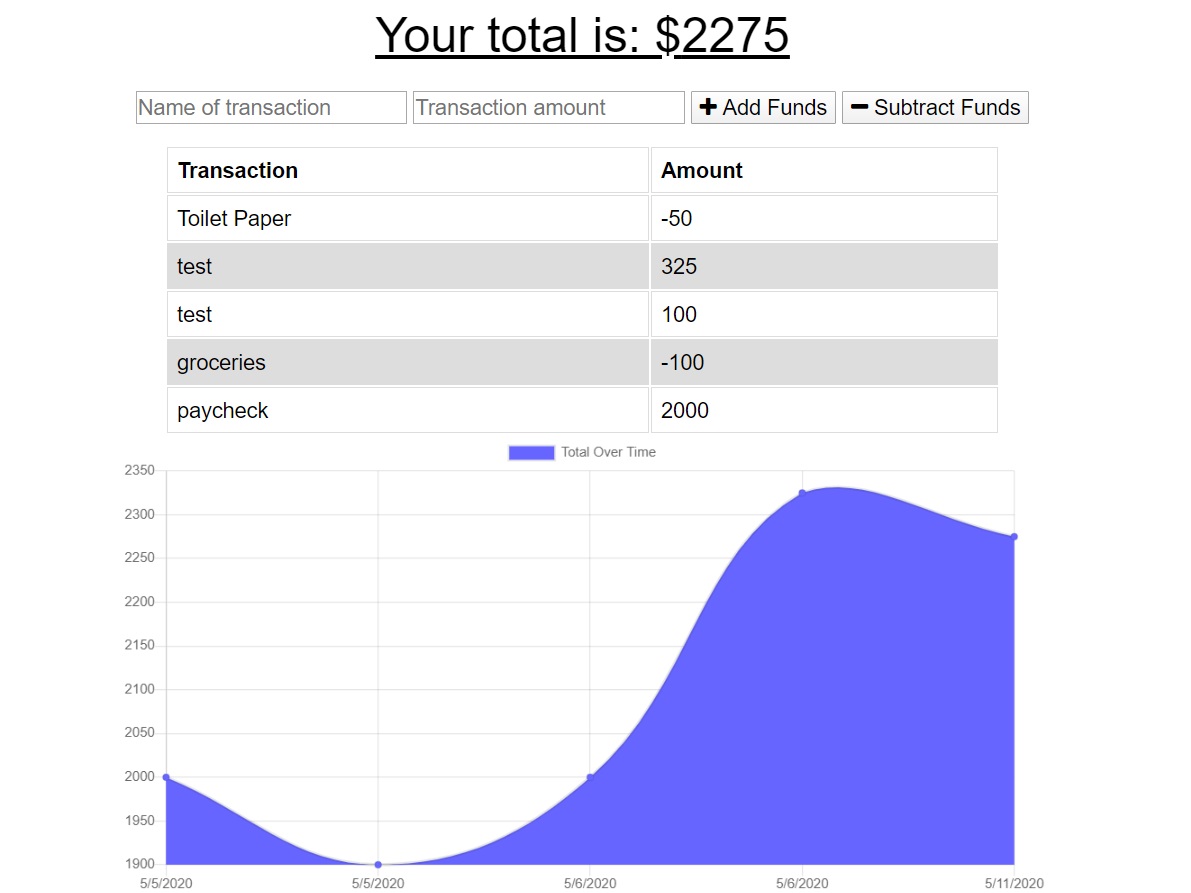 Your total is: $2275
Name of transaction Transaction amount + Add Funds − Subtract Funds
Transaction Amount
Toilet Paper -50
test 325
test 100
groceries -100
paycheck 2000
Total Over Time
2350
2300
2250
2200
2150
2100
2050
2000
1950
1900
5/5/2020 5/5/2020 5/6/2020 5/6/2020 5/11/2020